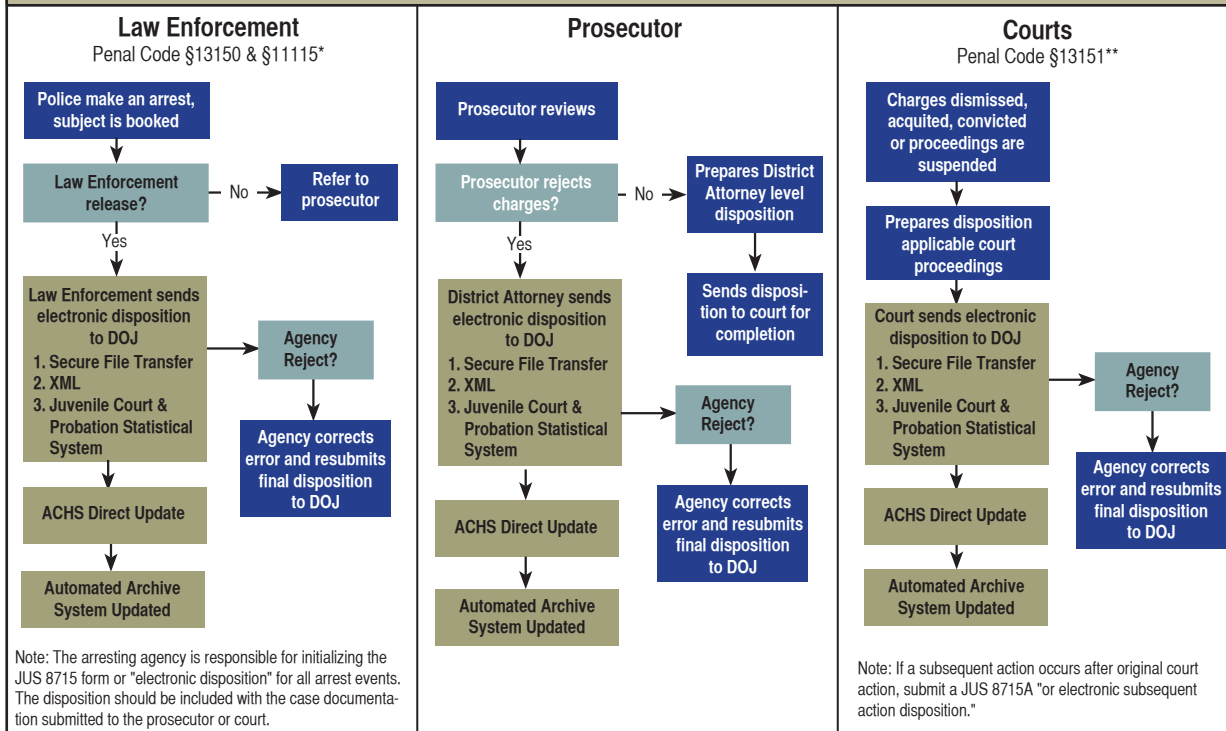 Law Enforcement
Penal Code §13150 & §11115*
Police make an arrest,
subject is booked
Law Enforcement
release?
No
Refer to
prosecutor
Yes
Law Enforcement sends
electronic disposition
to DOJ
1. Secure File Transfer
2. XML
3. Juvenile Court &
Probation Statistical
System
Agency
Reject?
Agency corrects
error and resubmits
final disposition
to DOJ
ACHS Direct Update
Automated Archive
System Updated
Note: The arresting agency is responsible for initializing the
JUS 8715 form or "electronic disposition" for all arrest events.
The disposition should be included with the case documenta-
tion submitted to the prosecutor or court.
Prosecutor
Prosecutor reviews
Prosecutor rejects
charges?
No
Prepares District
Attorney level
disposition
Sends disposi-
tion to court for
completion
Yes
District Attorney sends
electronic disposition
to DOJ
1. Secure File Transfer
2. XML
3. Juvenile Court &
Probation Statistical
System
Agency
Reject?
Agency corrects
error and resubmits
final disposition
to DOJ
ACHS Direct Update
Automated Archive
System Updated
Courts
Penal Code §13151**
Charges dismissed,
acquited, convicted
or proceedings are
suspended
Prepares disposition
applicable court
proceedings
Court sends electronic
disposition to DOJ
1. Secure File Transfer
2. XML
3. Juvenile Court &
Probation Statistical
System
Agency
Reject?
Agency corrects
error and resubmits
final disposition
to DOJ
ACHS Direct Update
Automated Archive
System Updated
Note: If a subsequent action occurs after original court
action, submit a JUS 8715A "or electronic subsequent
action disposition."